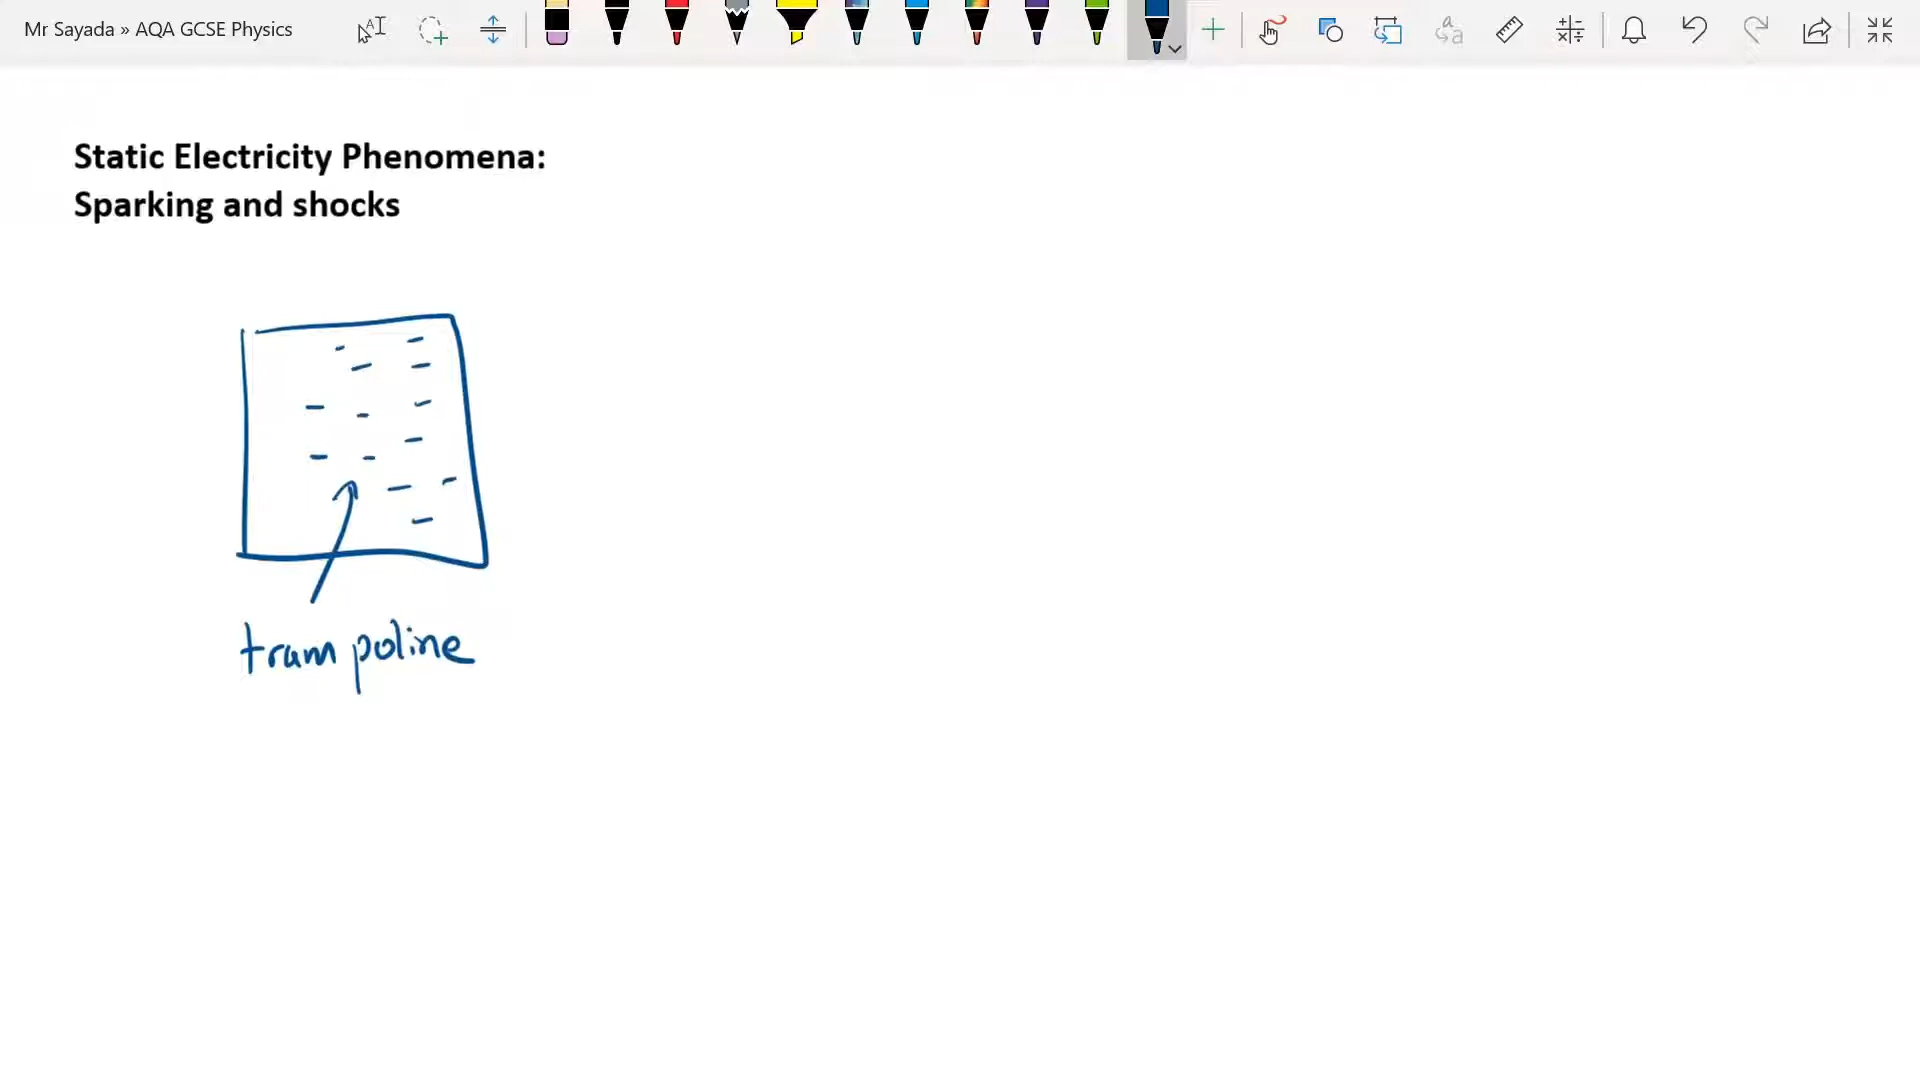 Mr Sayada » AQA GCSE Physics
Static Electricity Phenomena:
Sparking and shocks
trampoline